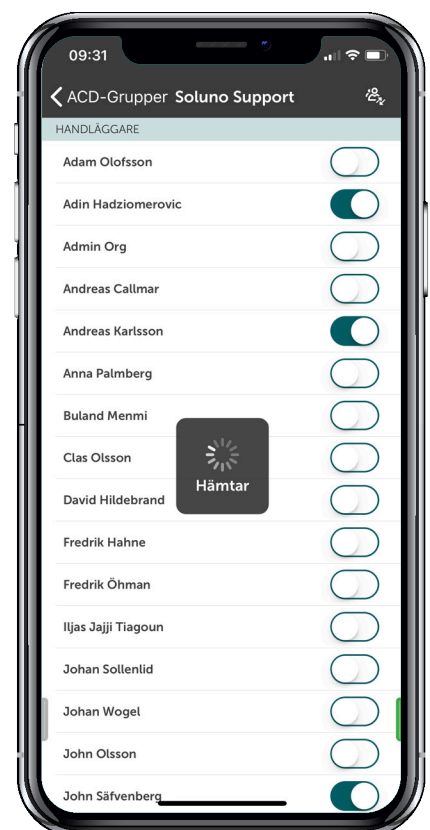 09:31
ACD-Grupper Soluno Support
HANDLÄGGARE
Adam Olofsson
Adin Hadziomerovic
Admin Org
Andreas Callmar
Andreas Karlsson
Anna Palmberg
Buland Menmi
Clas Olsson
Hämtar
David Hildebrand
Fredrik Hahne
Fredrik Öhman
Iljas Jajji Tiagoun
Johan Sollenlid
Johan Wogel
John Olsson
John Säfvenberg